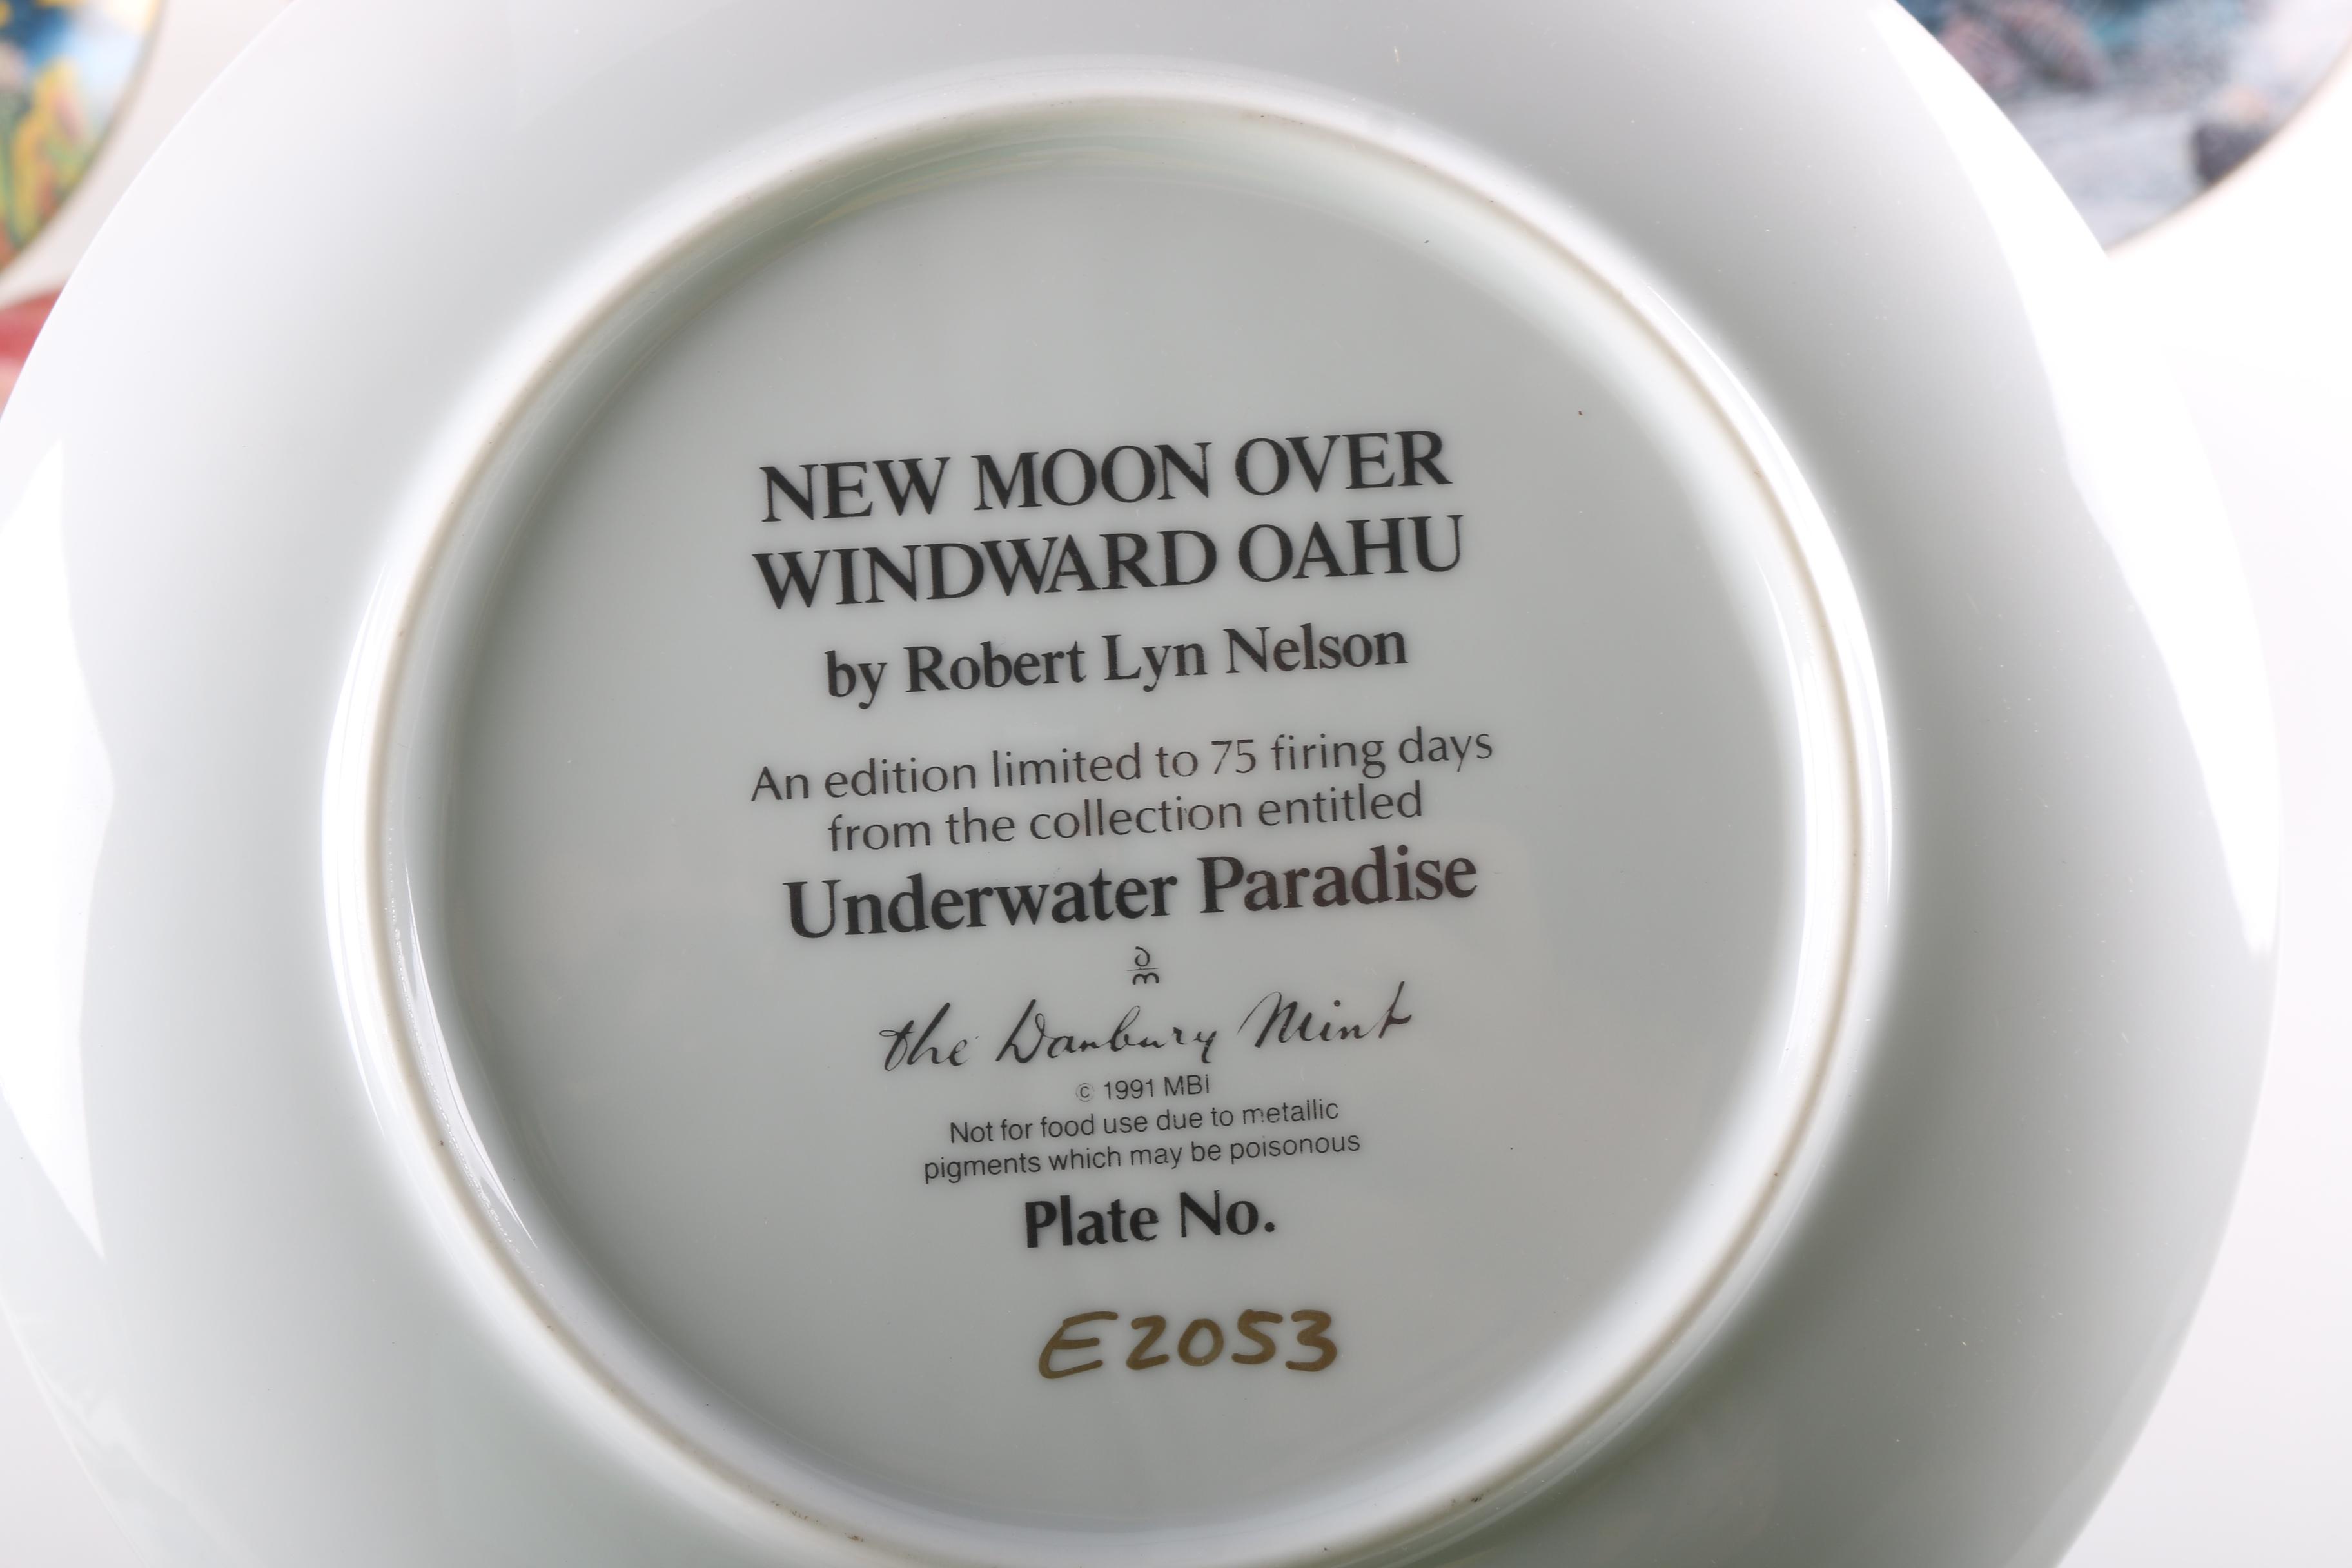 NEW MOON OVER
WINDWARD OAHU
by Robert Lyn Nelson
An edition limited to 75 firing days
from the collection entitled
Underwater Paradise
dm
the Danbury Mint
© 1991 MBI
Not for food use due to metallic
pigments which may be poisonous
Plate No.
E2053